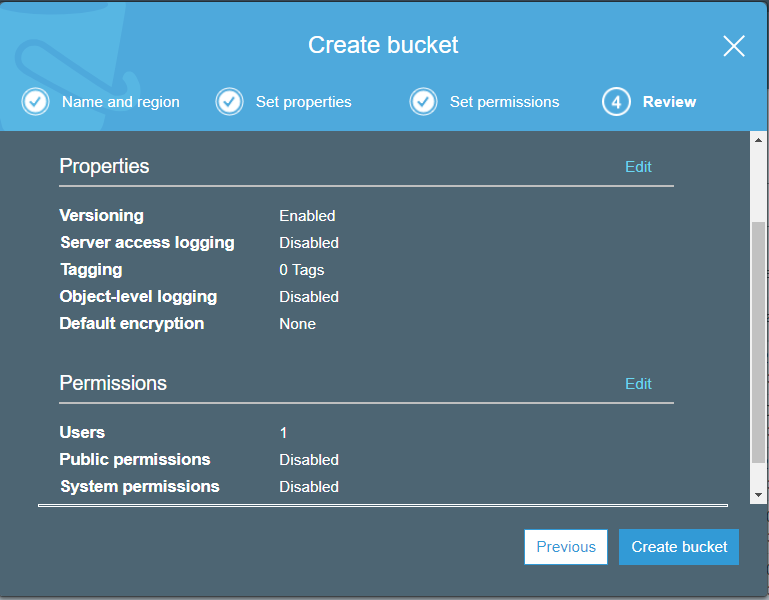 Create bucket
Name and region Set properties Set permissions 4 Review
Properties Edit
Versioning Enabled
Server access logging Disabled
Tagging 0 Tags
Object-level logging Disabled
Default encryption None
Permissions Edit
Users 1
Public permissions Disabled
System permissions Disabled
Previous Create bucket